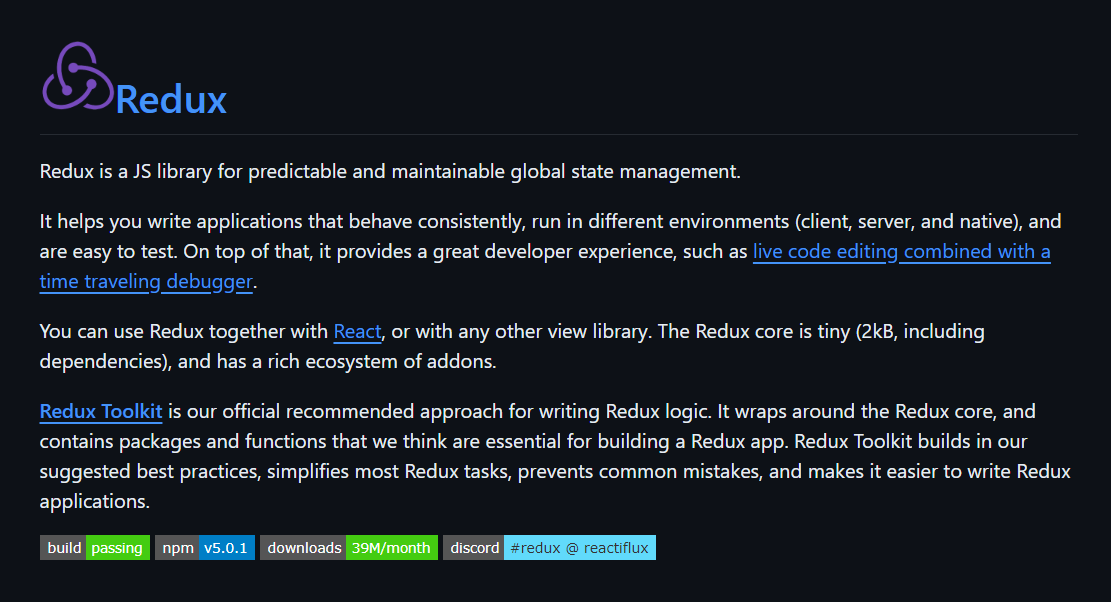 Redux
Redux is a JS library for predictable and maintainable global state management.
It helps you write applications that behave consistently, run in different environments (client, server, and native), and
are easy to test. On top of that, it provides a great developer experience, such as live code editing combined with a
time traveling debugger.
You can use Redux together with React, or with any other view library. The Redux core is tiny (2kB, including
dependencies), and has a rich ecosystem of addons.
Redux Toolkit is our official recommended approach for writing Redux logic. It wraps around the Redux core, and
contains packages and functions that we think are essential for building a Redux app. Redux Toolkit builds in our
suggested best practices, simplifies most Redux tasks, prevents common mistakes, and makes it easier to write Redux
applications.
build passing npm v5.0.1 downloads 39M/month discord #redux @ reactiflux